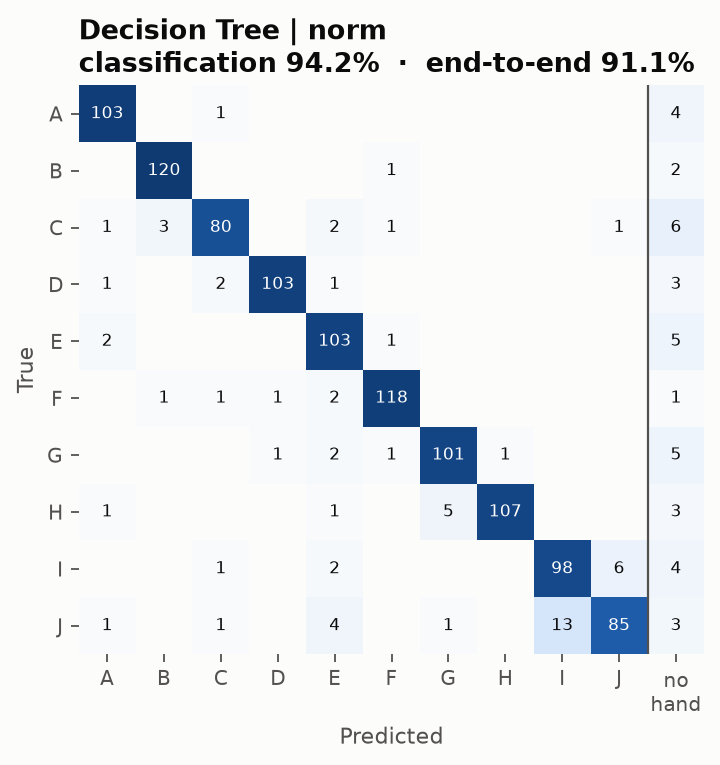 Decision Tree | norm
classification 94.2%  ·  end-to-end 91.1%
A 103 1 4
B 120 1 2
C 1 3 80 2 1 1 6
D 1 2 103 1 3
E 2 103 1 5
F 1 1 1 2 118 1
G 1 2 1 101 1 5
H 1 1 5 107 3
I 1 2 98 6 4
J 1 1 4 1 13 85 3
True
A B C D E F G H I J no hand
Predicted